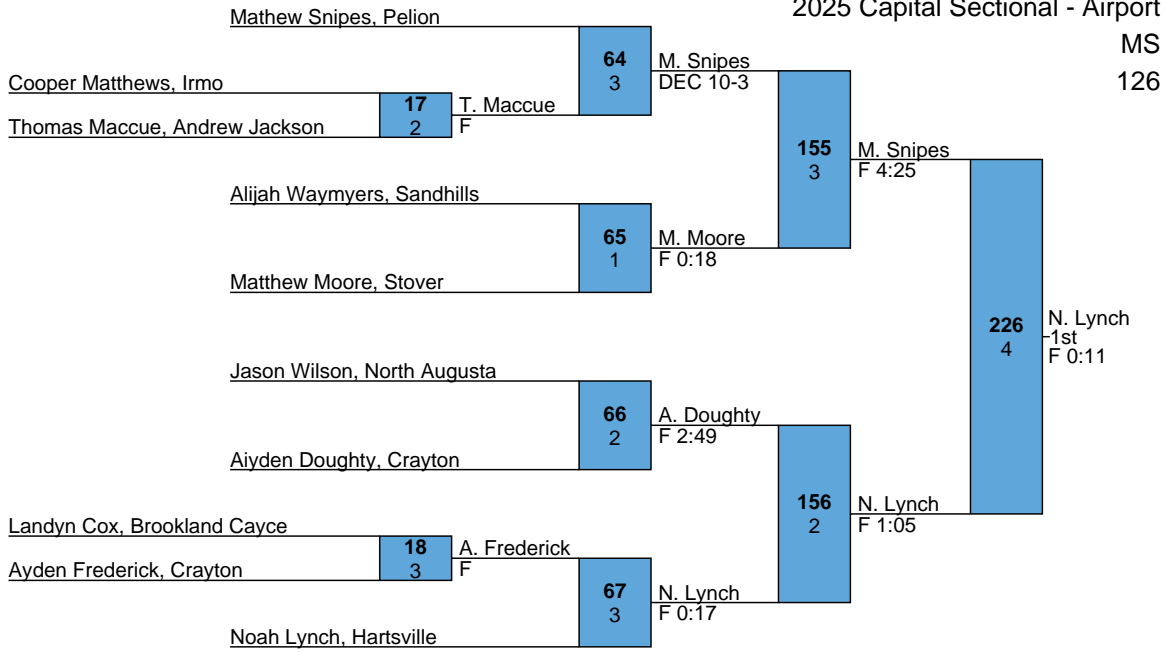 2025 Capital Sectional - Airport
MS
126
Mathew Snipes, Pelion
64
3
M. Snipes
DEC 10-3
Cooper Matthews, Irmo
17
2
T. Maccue
F
Thomas Maccue, Andrew Jackson
155
3
M. Snipes
F 4:25
Alijah Waymyers, Sandhills
65
1
M. Moore
F 0:18
Matthew Moore, Stover
226
4
N. Lynch
1st
F 0:11
Jason Wilson, North Augusta
66
2
A. Doughty
F 2:49
Aiyden Doughty, Crayton
156
2
N. Lynch
F 1:05
Landyn Cox, Brookland Cayce
18
3
A. Frederick
F
Ayden Frederick, Crayton
67
3
N. Lynch
F 0:17
Noah Lynch, Hartsville